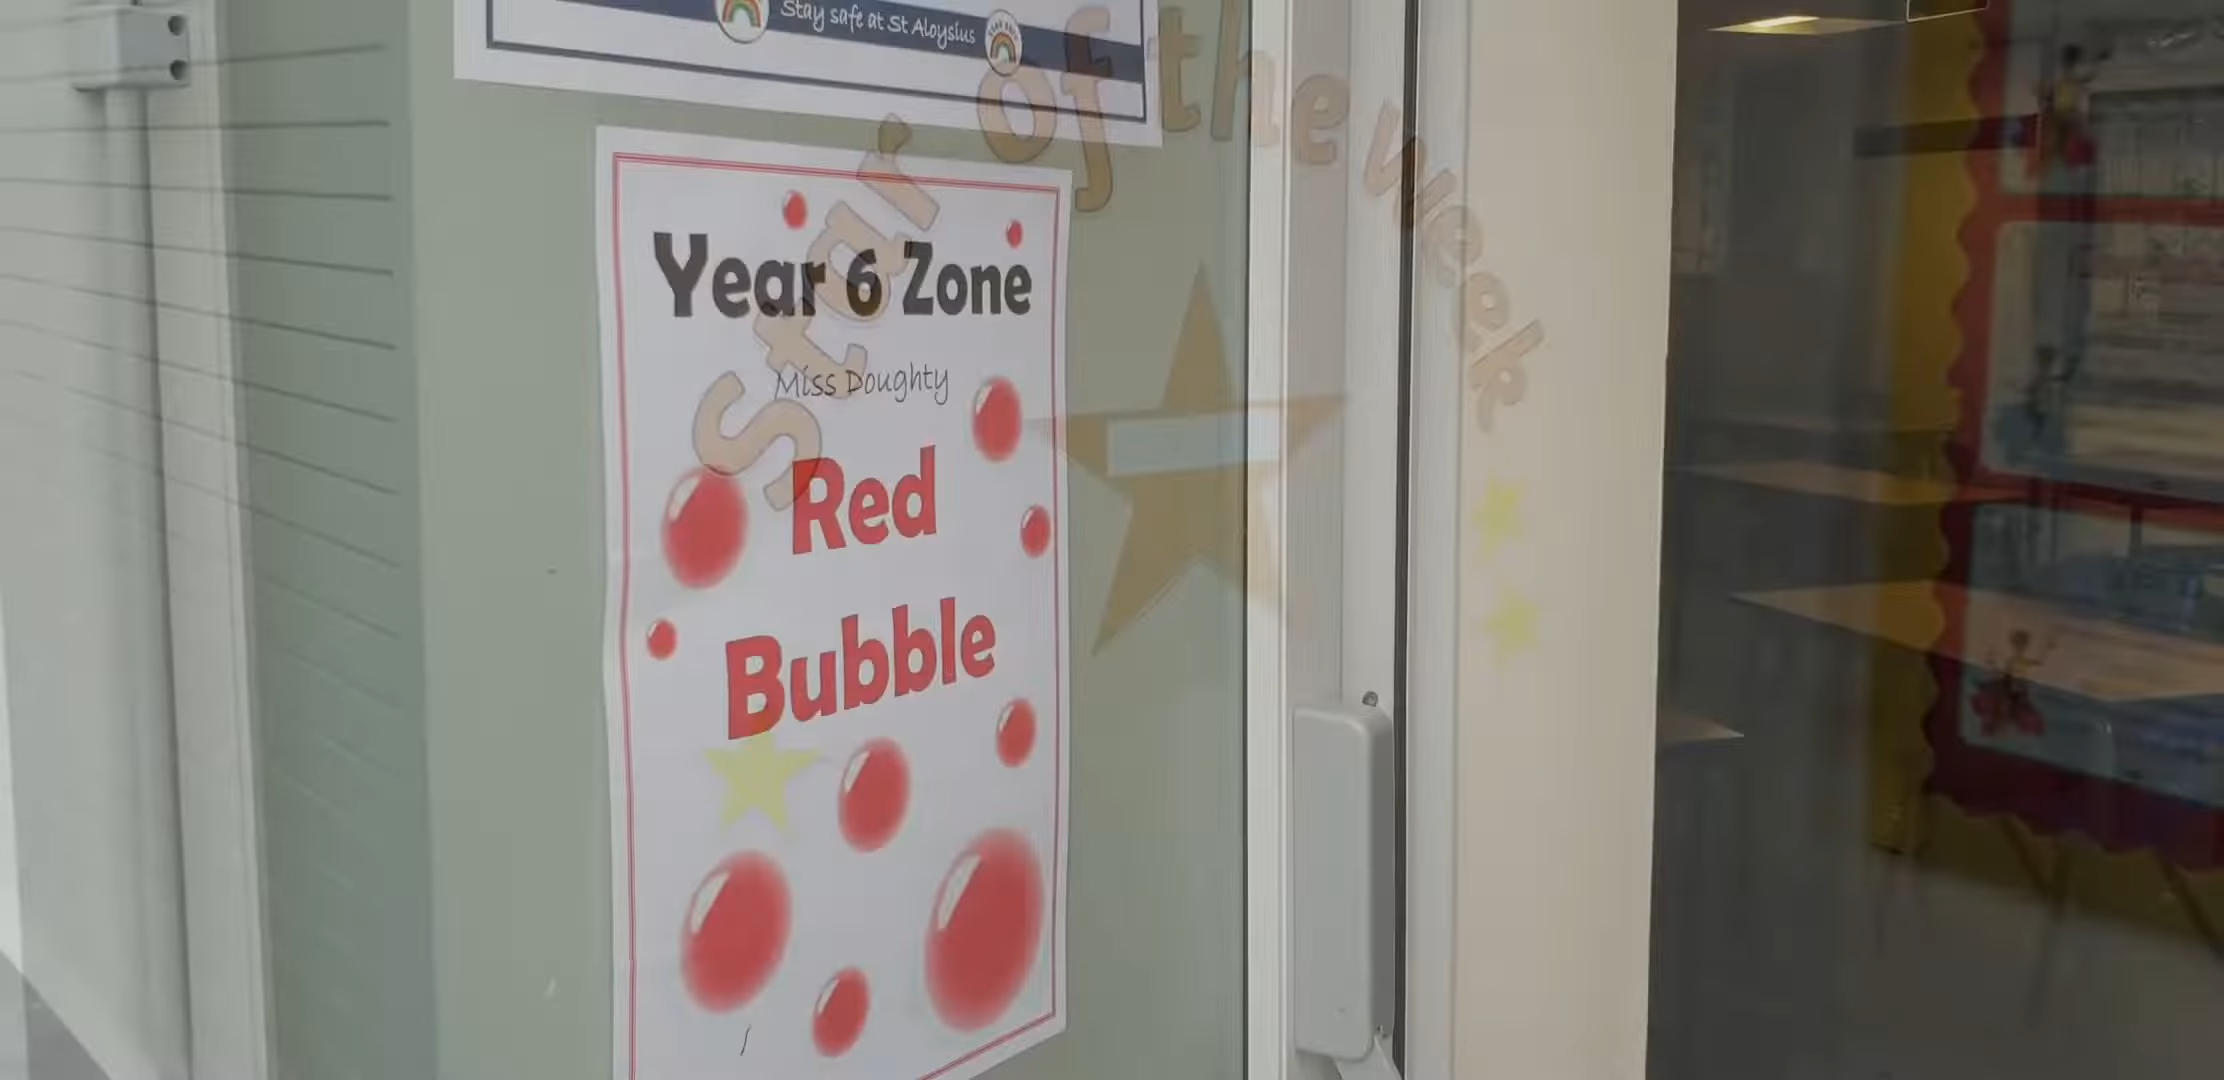 Stay safe at St Aloysius
Star of the week
Year 6 Zone
Miss Doughty
Red
Bubble